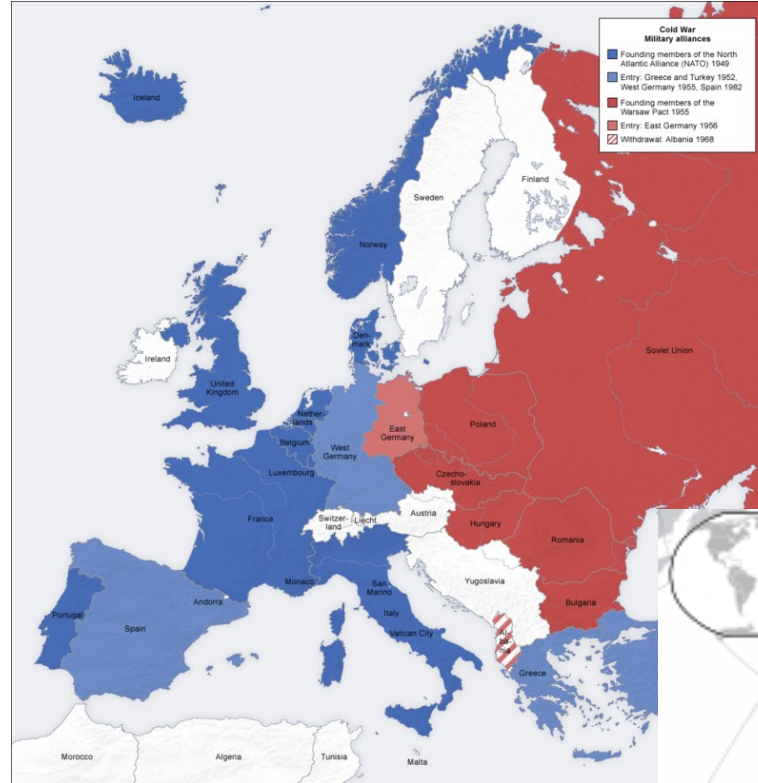 Cold War
Military alliances
Founding members of the North
Atlantic Alliance (NATO) 1949
Entry: Greece and Turkey 1952,
West Germany 1955, Spain 1982
Founding members of the
Warsaw Pact 1955
Entry: East Germany 1956
Withdrawal: Albania 1968
Iceland
Finland
Sweden
Norway
Den-
mark
Soviet Union
Ireland
United
Kingdom
Nether-
lands
Belgium
Luxembourg
West
Germany
East
Germany
Poland
Czecho-
slovakia
France
Switzer-
land
Liecht
Austria
Hungary
Romania
Yugoslavia
Monaco
San
Marino
Andorra
Bulgaria
Portugal
Spain
Italy
Vatican City
Al-
ba-
nia
Greece
Morocco
Algeria
Tunisia
Malta